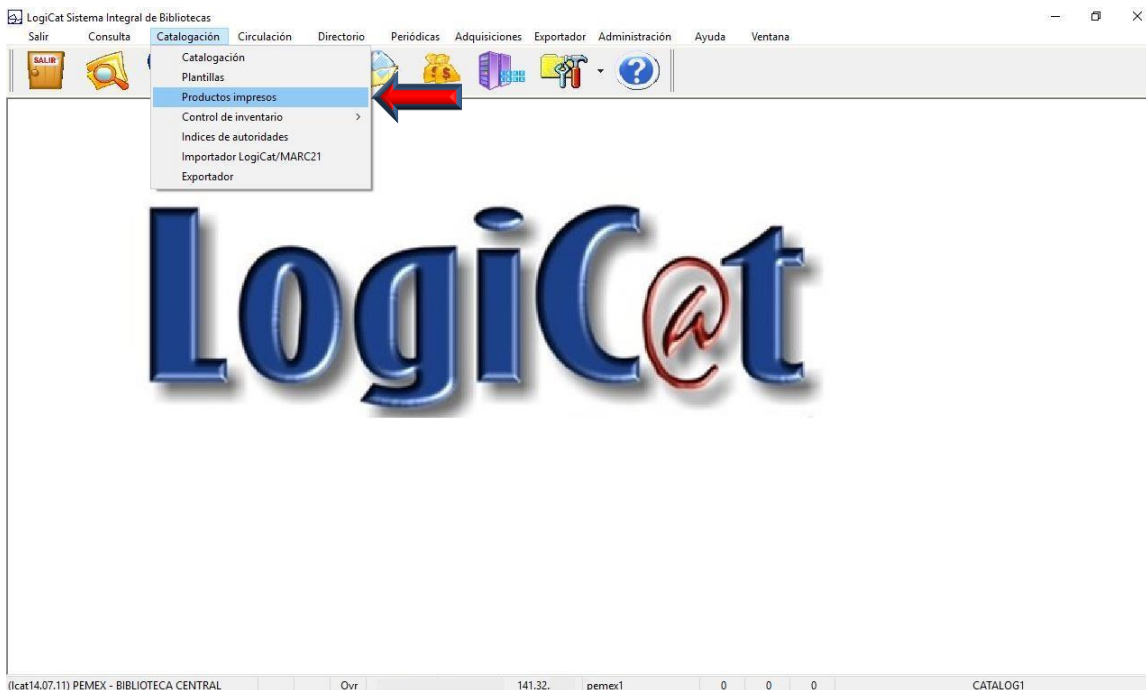 LogiCat Sistema Integral de Bibliotecas
Salir Consulta Catalogación Circulación Directorio Periódicas Adquisiciones Exportador Administración Ayuda Ventana
SALIR
Catalogación
Plantillas
Productos impresos
Control de inventario
Indices de autoridades
Importador LogiCat/MARC21
Exportador
LogiC@t
(lcat14.07.11) PEMEX - BIBLIOTECA CENTRAL Ovr 141.32. pemex1 0 0 0 CATALOG1